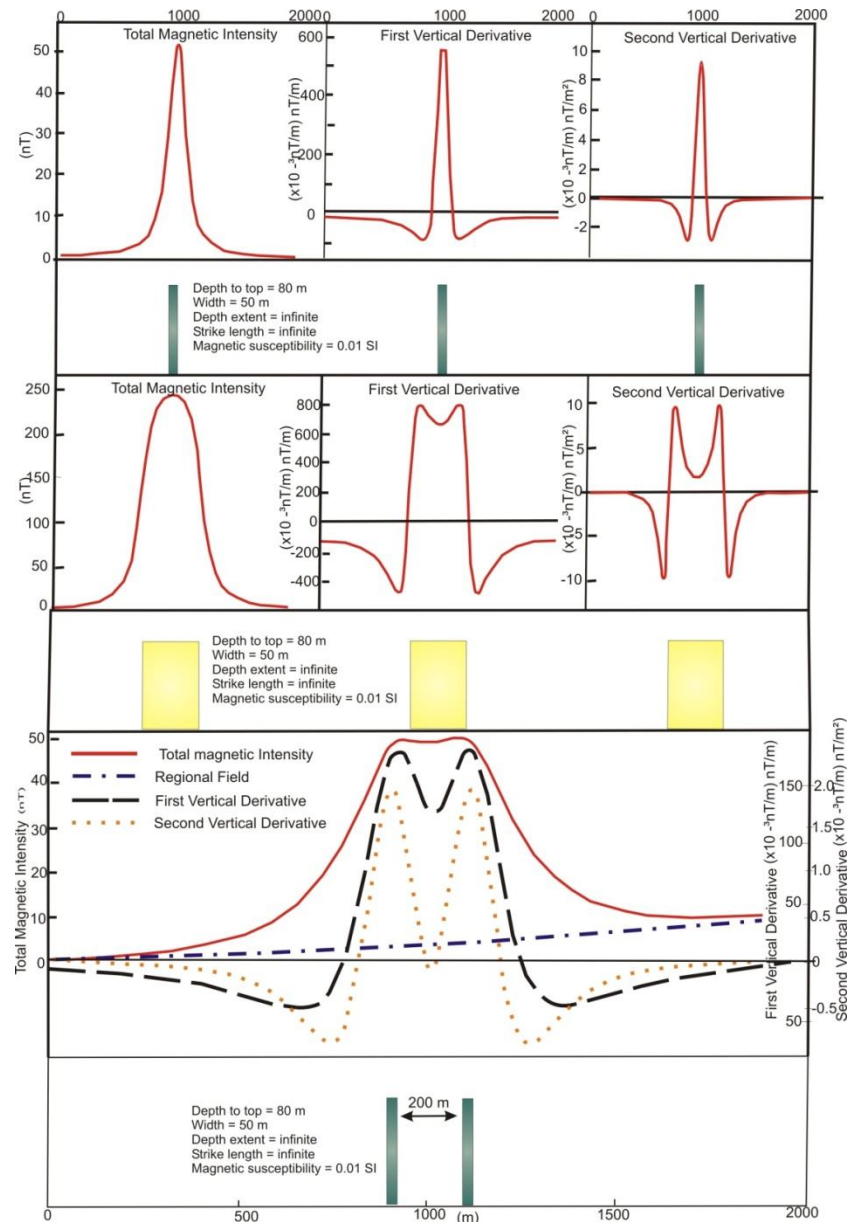 0 1000 2000 0 1000 2000 0 1000 2000
Total Magnetic Intensity
First Vertical Derivative
Second Vertical Derivative
50
40
30
20
10
0
(nT)
600
400
200
0
(x10 -³nT/m) nT/m)
10
8
6
4
2
0
-2
(x10 -³nT/m) nT/m²)
Depth to top = 80 m
Width = 50 m
Depth extent = infinite
Strike length = infinite
Magnetic susceptibility = 0.01 SI
Total Magnetic Intensity
First Vertical Derivative
Second Vertical Derivative
250
200
150
100
50
0
(nT)
800
600
400
200
0
-200
-400
(x10 -³nT/m) nT/m)
10
5
0
-5
-10
(x10 -³nT/m) nT/m²)
Depth to top = 80 m
Width = 50 m
Depth extent = infinite
Strike length = infinite
Magnetic susceptibility = 0.01 SI
50
40
30
20
10
0
Total Magnetic Intensity (nT)
Total magnetic Intensity
Regional Field
First Vertical Derivative
Second Vertical Derivative
150
100
50
50
First Vertical Derivative (x10 -³nT/m) nT/m)
2.0
1.5
1.0
0.5
0
-0.5
Second Vertical Derivative (x10 -³nT/m) nT/m²)
200 m
Depth to top = 80 m
Width = 50 m
Depth extent = infinite
Strike length = infinite
Magnetic susceptibility = 0.01 SI
0 500 1000 (m) 1500 2000